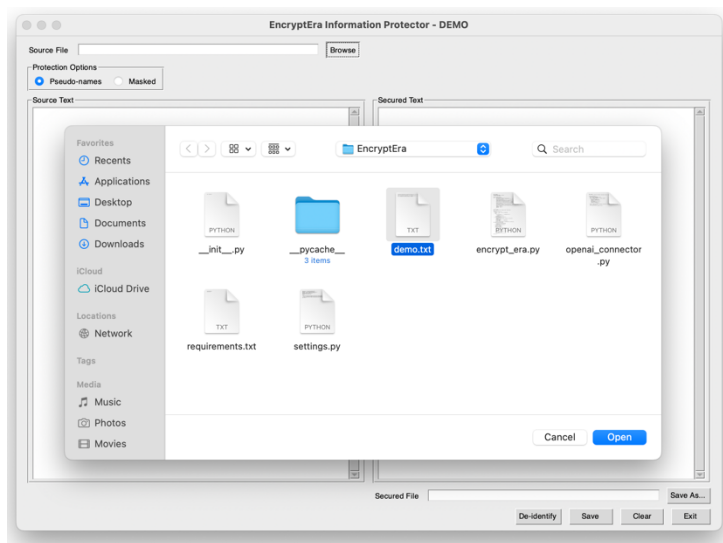 EncryptEra Information Protector - DEMO
Source File
Browse
Protection Options
Pseudo-names Masked
Source Text
Secured Text
Favorites
Recents
Applications
Desktop
Documents
Downloads
iCloud
iCloud Drive
Locations
Network
Tags
Media
Music
Photos
Movies
EncryptEra
Search
PYTHON
__init__.py
__pycache__
3 items
TXT
demo.txt
PYTHON
encrypt_era.py
PYTHON
openai_connector
.py
TXT
requirements.txt
PYTHON
settings.py
Cancel Open
Secured File
Save As...
De-identify Save Clear Exit